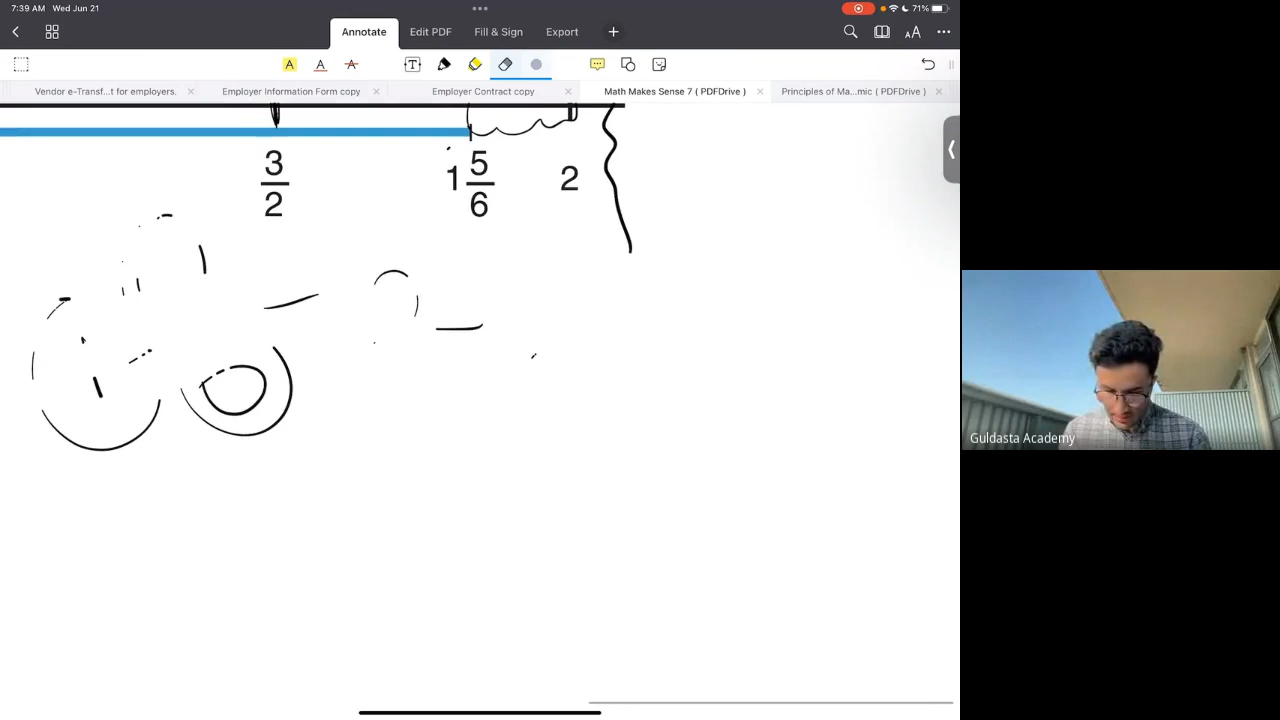 7:39 AM Wed Jun 21
71%
Annotate Edit PDF Fill & Sign Export
Vendor e-Transf...t for employers. Employer Information Form copy Employer Contract copy Math Makes Sense 7 ( PDFDrive ) Principles of Ma...mic ( PDFDrive )
3/2 1 5/6 2
Guldasta Academy